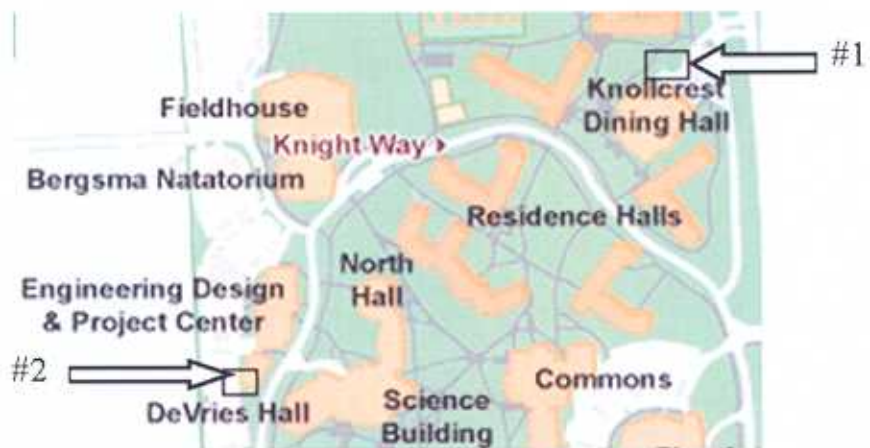 #1
Knollcrest
Dining Hall
Fieldhouse
Knight Way
Bergsma Natatorium
Residence Halls
North
Hall
Engineering Design
& Project Center
#2
DeVries Hall
Commons
Science
Building